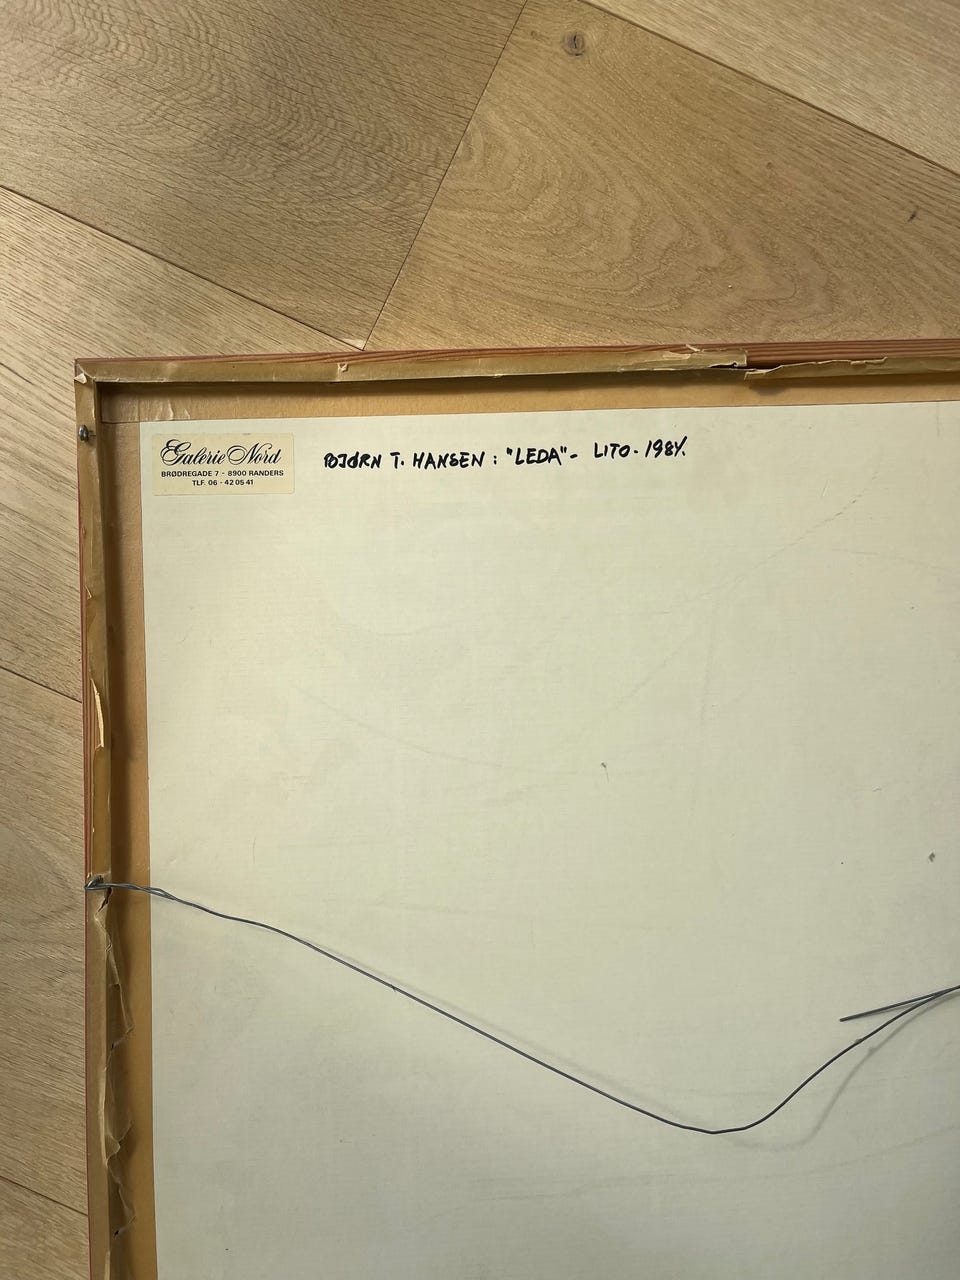 Galerie Nord
BRØDREGADE 7 - 8900 RANDERS
TLF. 06 - 42 05 41
BJØRN T. HANSEN : "LEDA" - LITO - 1984.